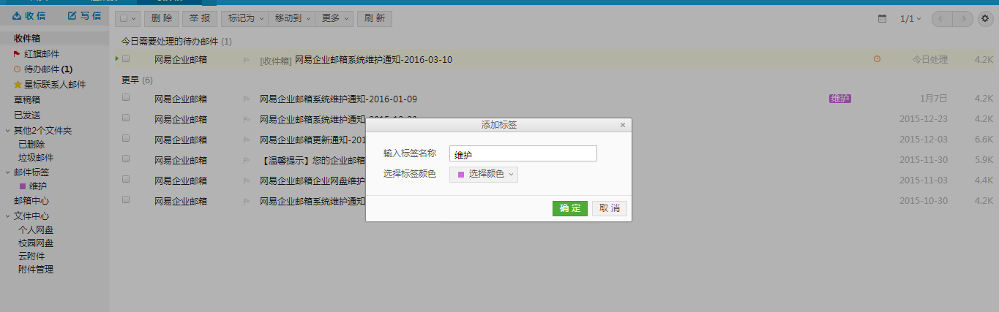 收 信
写 信
删 除
举 报
标记为
移动到
更多
刷 新
1/1
收件箱
红旗邮件
待办邮件 (1)
星标联系人邮件
草稿箱
已发送
其他2个文件夹
已删除
垃圾邮件
邮件标签
维护
邮箱中心
文件中心
个人网盘
校园网盘
云附件
附件管理
今日需要处理的待办邮件 (1)
网易企业邮箱 [收件箱] 网易企业邮箱系统维护通知-2016-03-10 今日处理 4.2K
更早 (6)
网易企业邮箱 网易企业邮箱系统维护通知-2016-01-09 维护 1月7日 4.2K
网易企业邮箱 网易企业邮箱系统维护通知 2015-12-23 4.2K
网易企业邮箱 网易企业邮箱更新通知-201 2015-12-03 6.6K
网易企业邮箱 【温馨提示】您的企业邮箱 2015-11-30 5.9K
网易企业邮箱 网易企业邮箱企业网盘维护 2015-11-03 4.4K
网易企业邮箱 网易企业邮箱系统维护通知 2015-10-30 4.2K
添加标签 ×
输入标签名称 维护
选择标签颜色 选择颜色
确 定 取 消